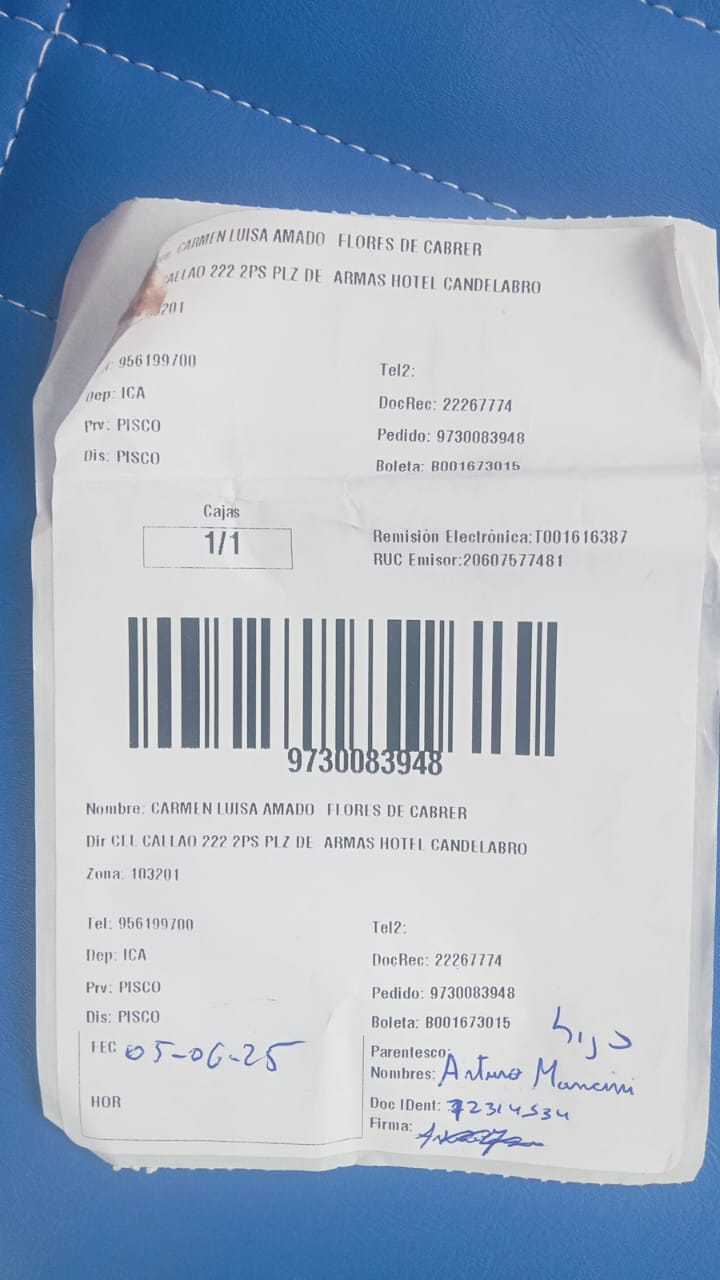 CARMEN LUISA AMADO FLORES DE CABRER
CALLAO 222 2PS PLZ DE ARMAS HOTEL CANDELABRO
3201
956199700
Tel2:
Dep: ICA
DocRec: 22267774
Prv: PISCO
Pedido: 9730083948
Dis: PISCO
Boleta: B001673015
Cajas
1/1
Remisión Electrónica:T001616387
RUC Emisor:20607577481
9730083948
Nombre: CARMEN LUISA AMADO FLORES DE CABRER
Dir CLL CALLAO 222 2PS PLZ DE ARMAS HOTEL CANDELABRO
Zona: 103201
Tel: 956199700
Tel2:
Dep: ICA
DocRec: 22267774
Prv: PISCO
Pedido: 9730083948
Dis: PISCO
Boleta: B001673015
FEC 05-06-25
HOR
Parentesco: hijo
Nombres: Arturo Mancini
Doc IDent: 72314534
Firma: